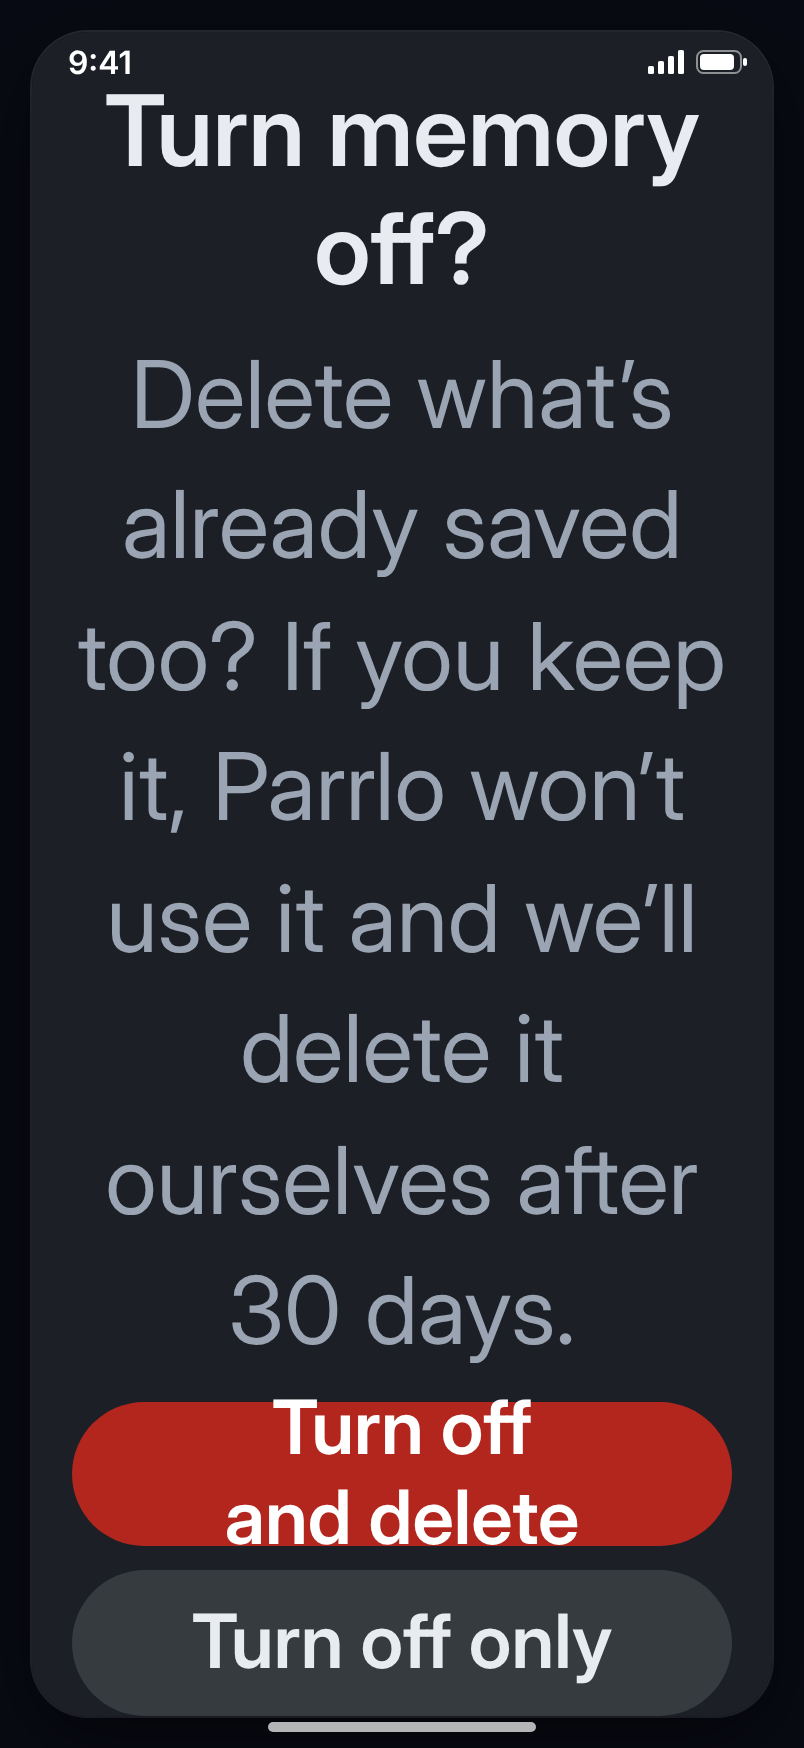 9:41
Turn memory
off?
Delete what’s
already saved
too? If you keep
it, Parrlo won’t
use it and we’ll
delete it
ourselves after
30 days.
Turn off
and delete
Turn off only